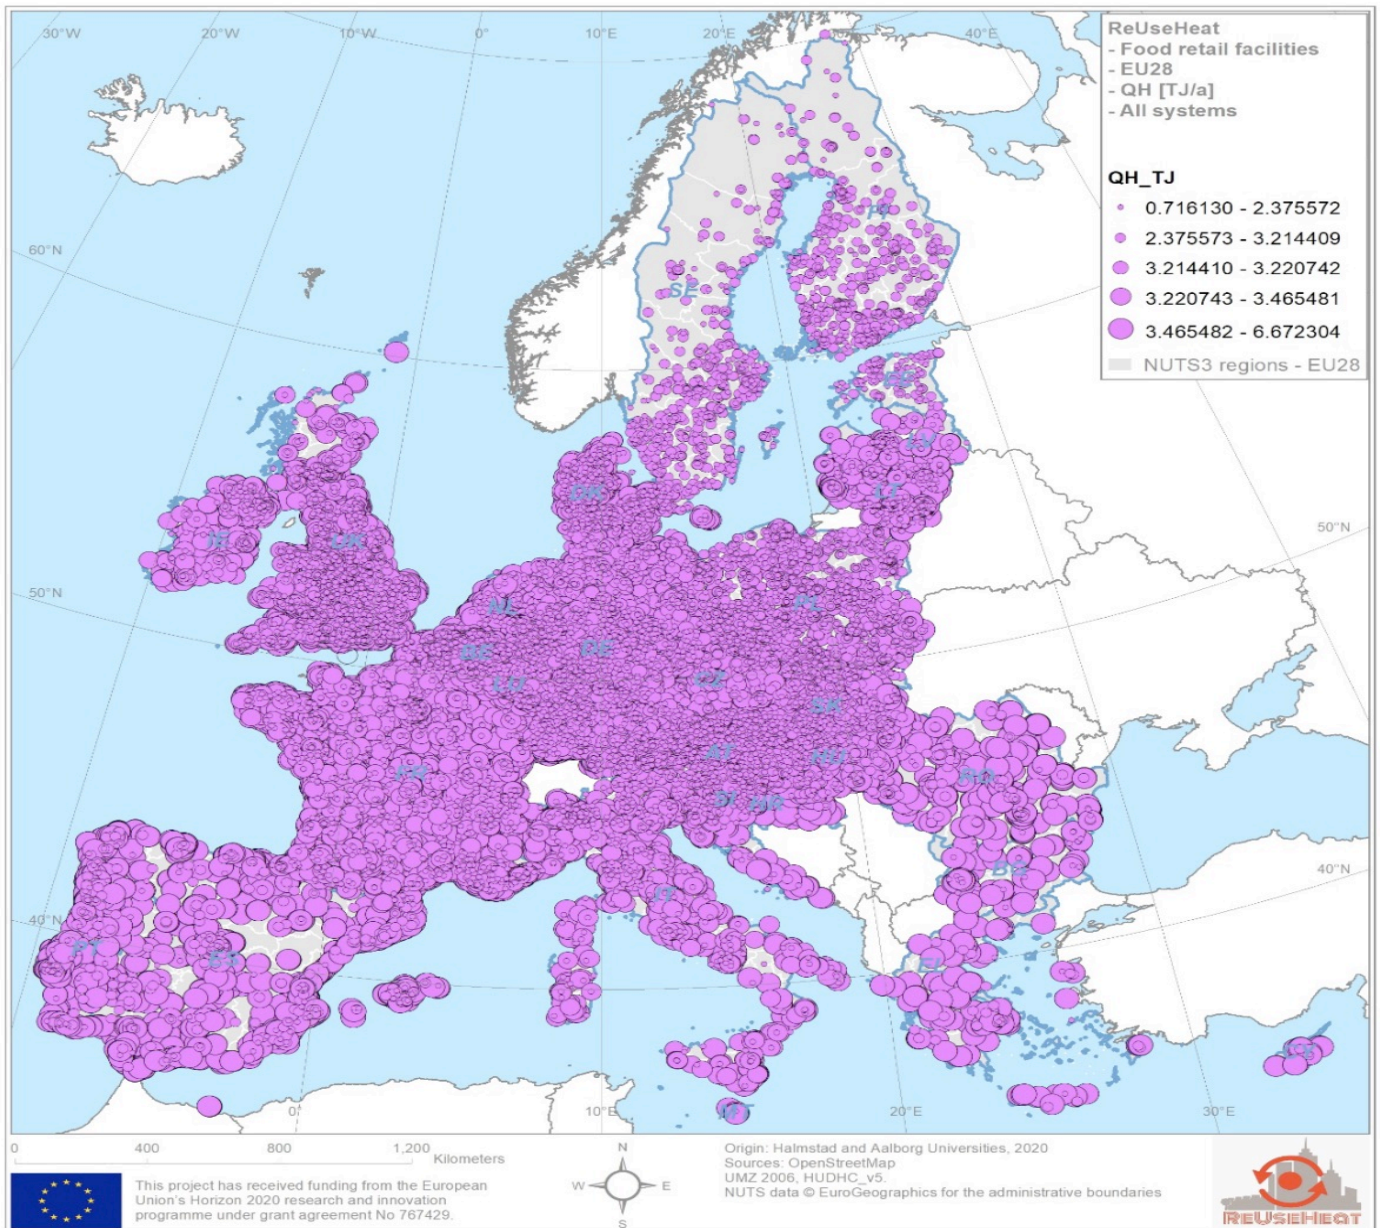 30°W
20°W
10°W
0°
10°E
20°E
40°E
ReUseHeat
- Food retail facilities
- EU28
- QH [TJ/a]
- All systems
QH_TJ
0.716130 - 2.375572
2.375573 - 3.214409
3.214410 - 3.220742
3.220743 - 3.465481
3.465482 - 6.672304
NUTS3 regions - EU28
60°N
FI
SE
EE
LV
LT
DK
50°N
IE
UK
50°N
NL
PL
BE
DE
LU
CZ
SK
AT
HU
FR
RO
SI
HR
BG
40°N
IT
40°N
PT
ES
EL
CY
MT
0°
10°E
20°E
30°E
0
400
800
1,200
Kilometers
N
W
E
S
Origin: Halmstad and Aalborg Universities, 2020
Sources: OpenStreetMap
UMZ 2006, HUDHC_v5.
NUTS data © EuroGeographics for the administrative boundaries
This project has received funding from the European
Union's Horizon 2020 research and innovation
programme under grant agreement No 767429.
REUSEHEAT